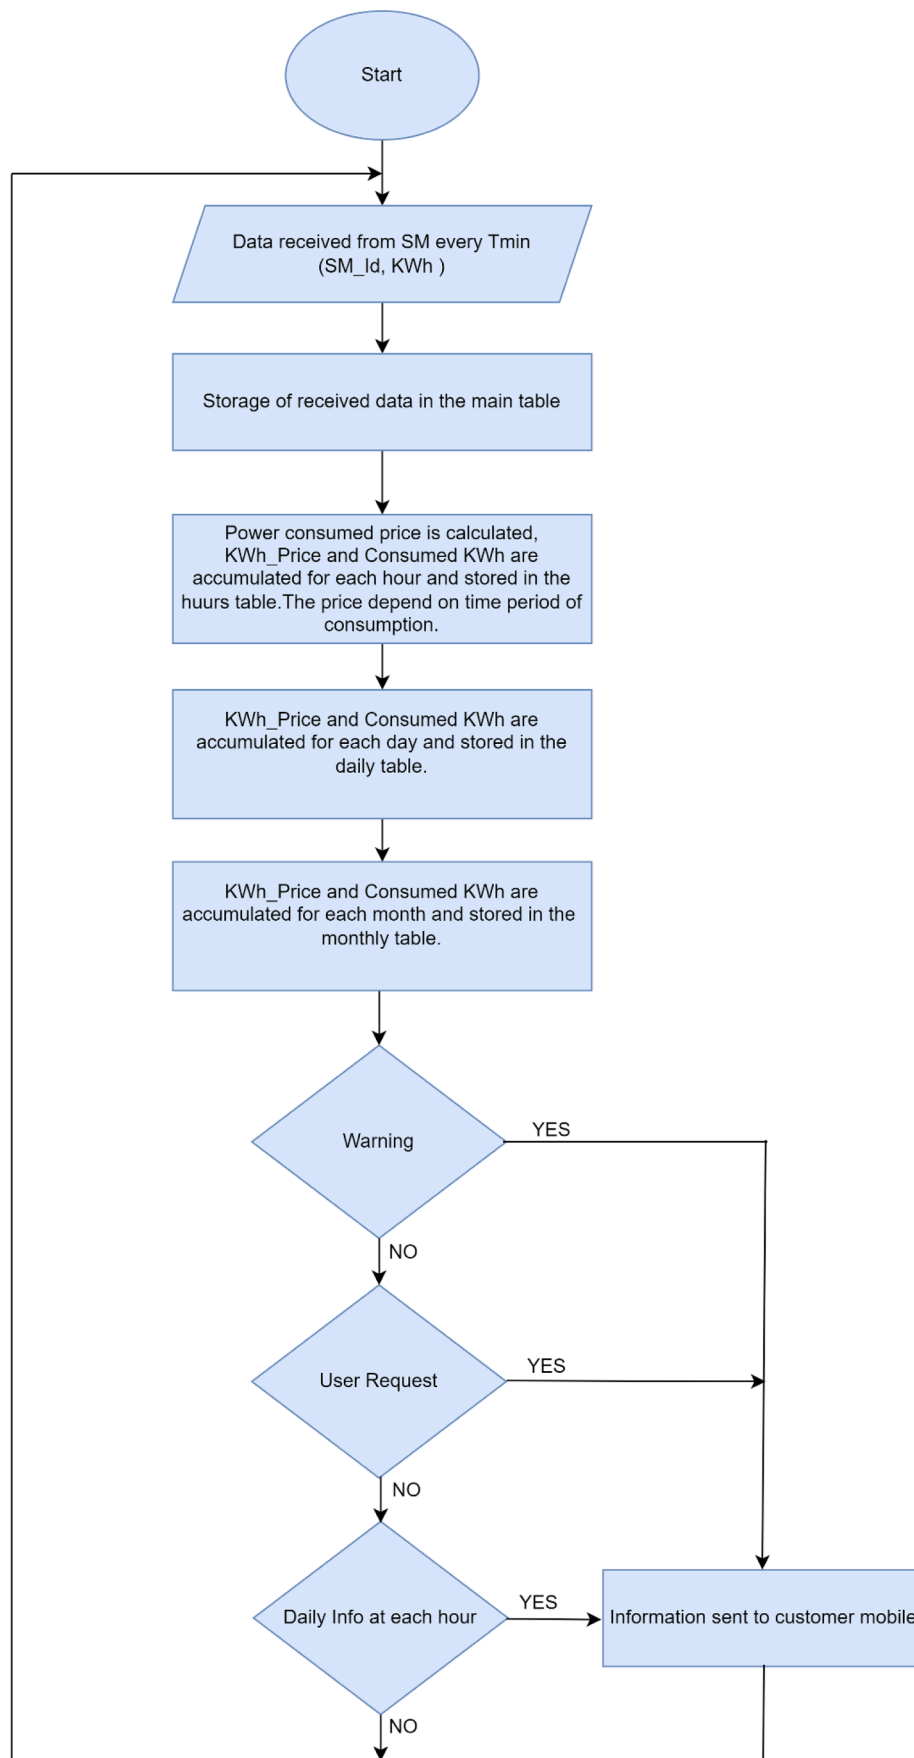 Start
Data received from SM every Tmin
(SM_Id, KWh )
Storage of received data in the main table
Power consumed price is calculated,
KWh_Price and Consumed KWh are
accumulated for each hour and stored in the
huurs table.The price depend on time period of
consumption.
KWh_Price and Consumed KWh are
accumulated for each day and stored in the
daily table.
KWh_Price and Consumed KWh are
accumulated for each month and stored in the
monthly table.
Warning
YES
NO
User Request
YES
NO
Daily Info at each hour
YES
Information sent to customer mobile
NO